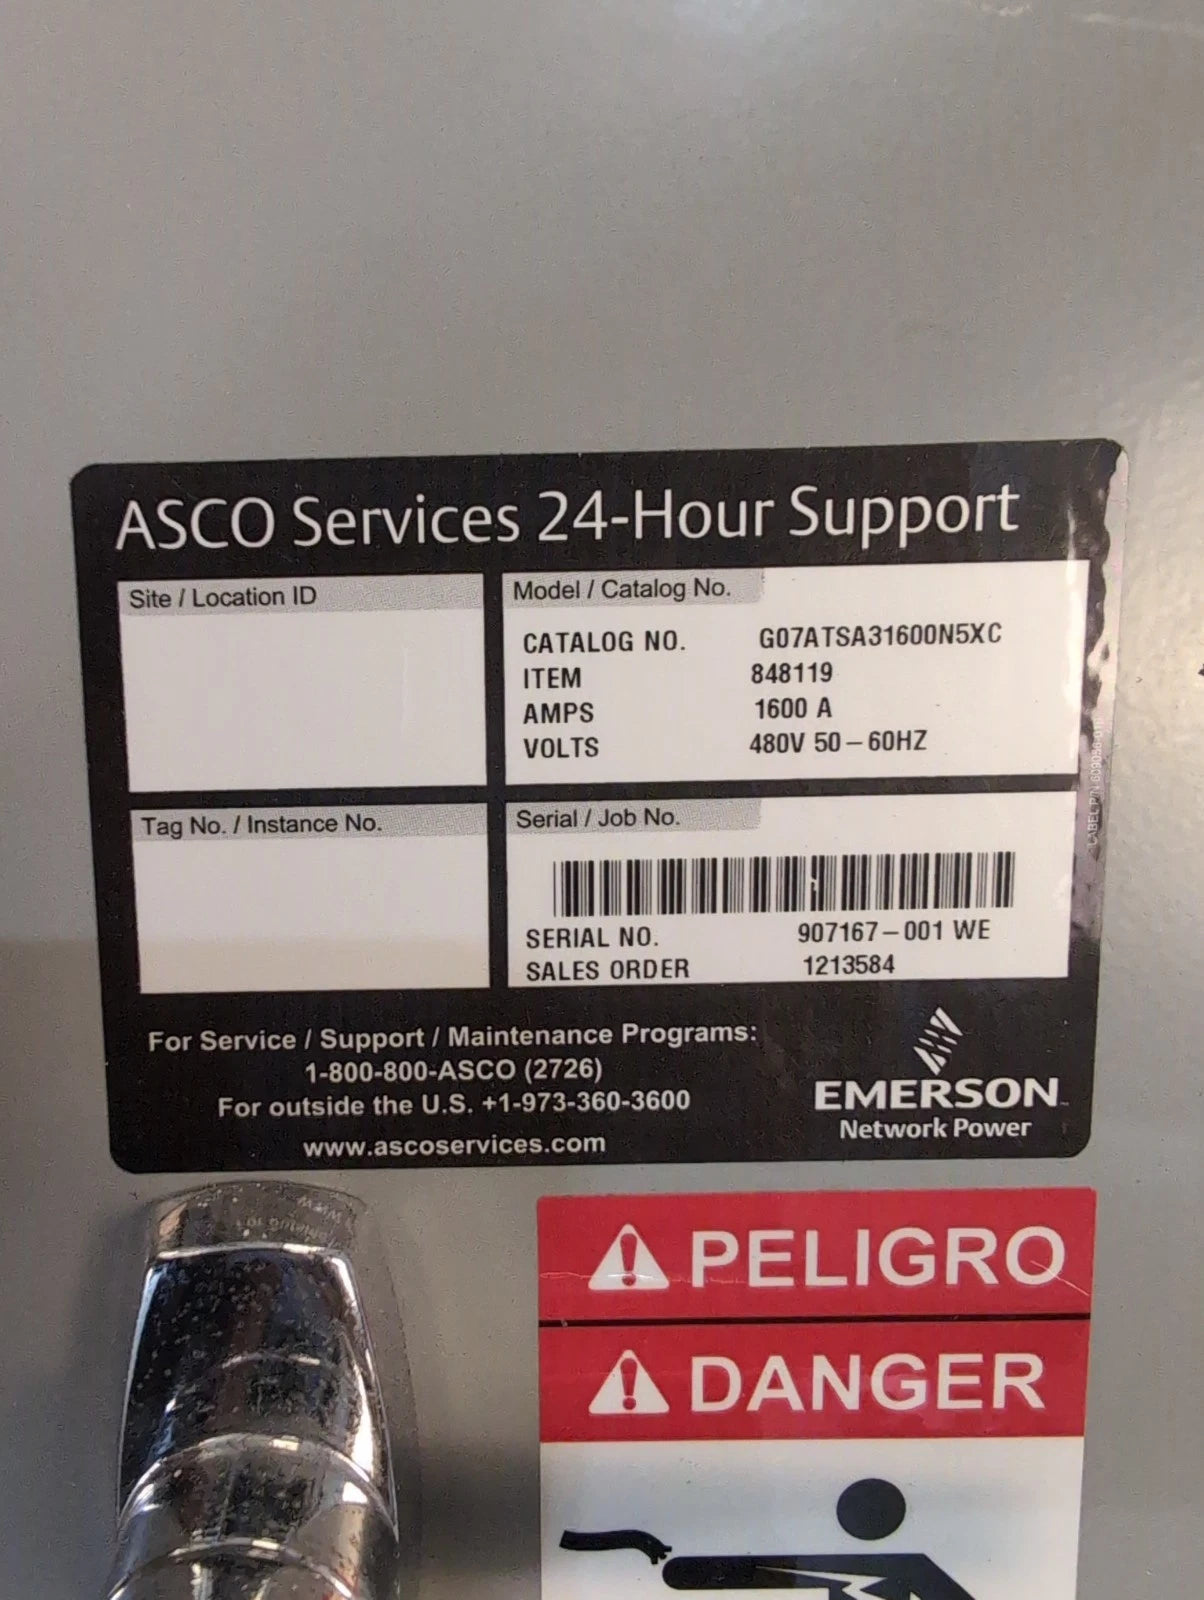 ASCO Services 24-Hour Support
Site / Location ID
Model / Catalog No.
CATALOG NO. G07ATSA31600N5XC
ITEM 848119
AMPS 1600 A
VOLTS 480V 50–60HZ
Tag No. / Instance No.
Serial / Job No.
SERIAL NO. 907167–001 WE
SALES ORDER 1213584
For Service / Support / Maintenance Programs:
1-800-800-ASCO (2726)
For outside the U.S. +1-973-360-3600
www.ascoservices.com
EMERSON
Network Power
PELIGRO
DANGER